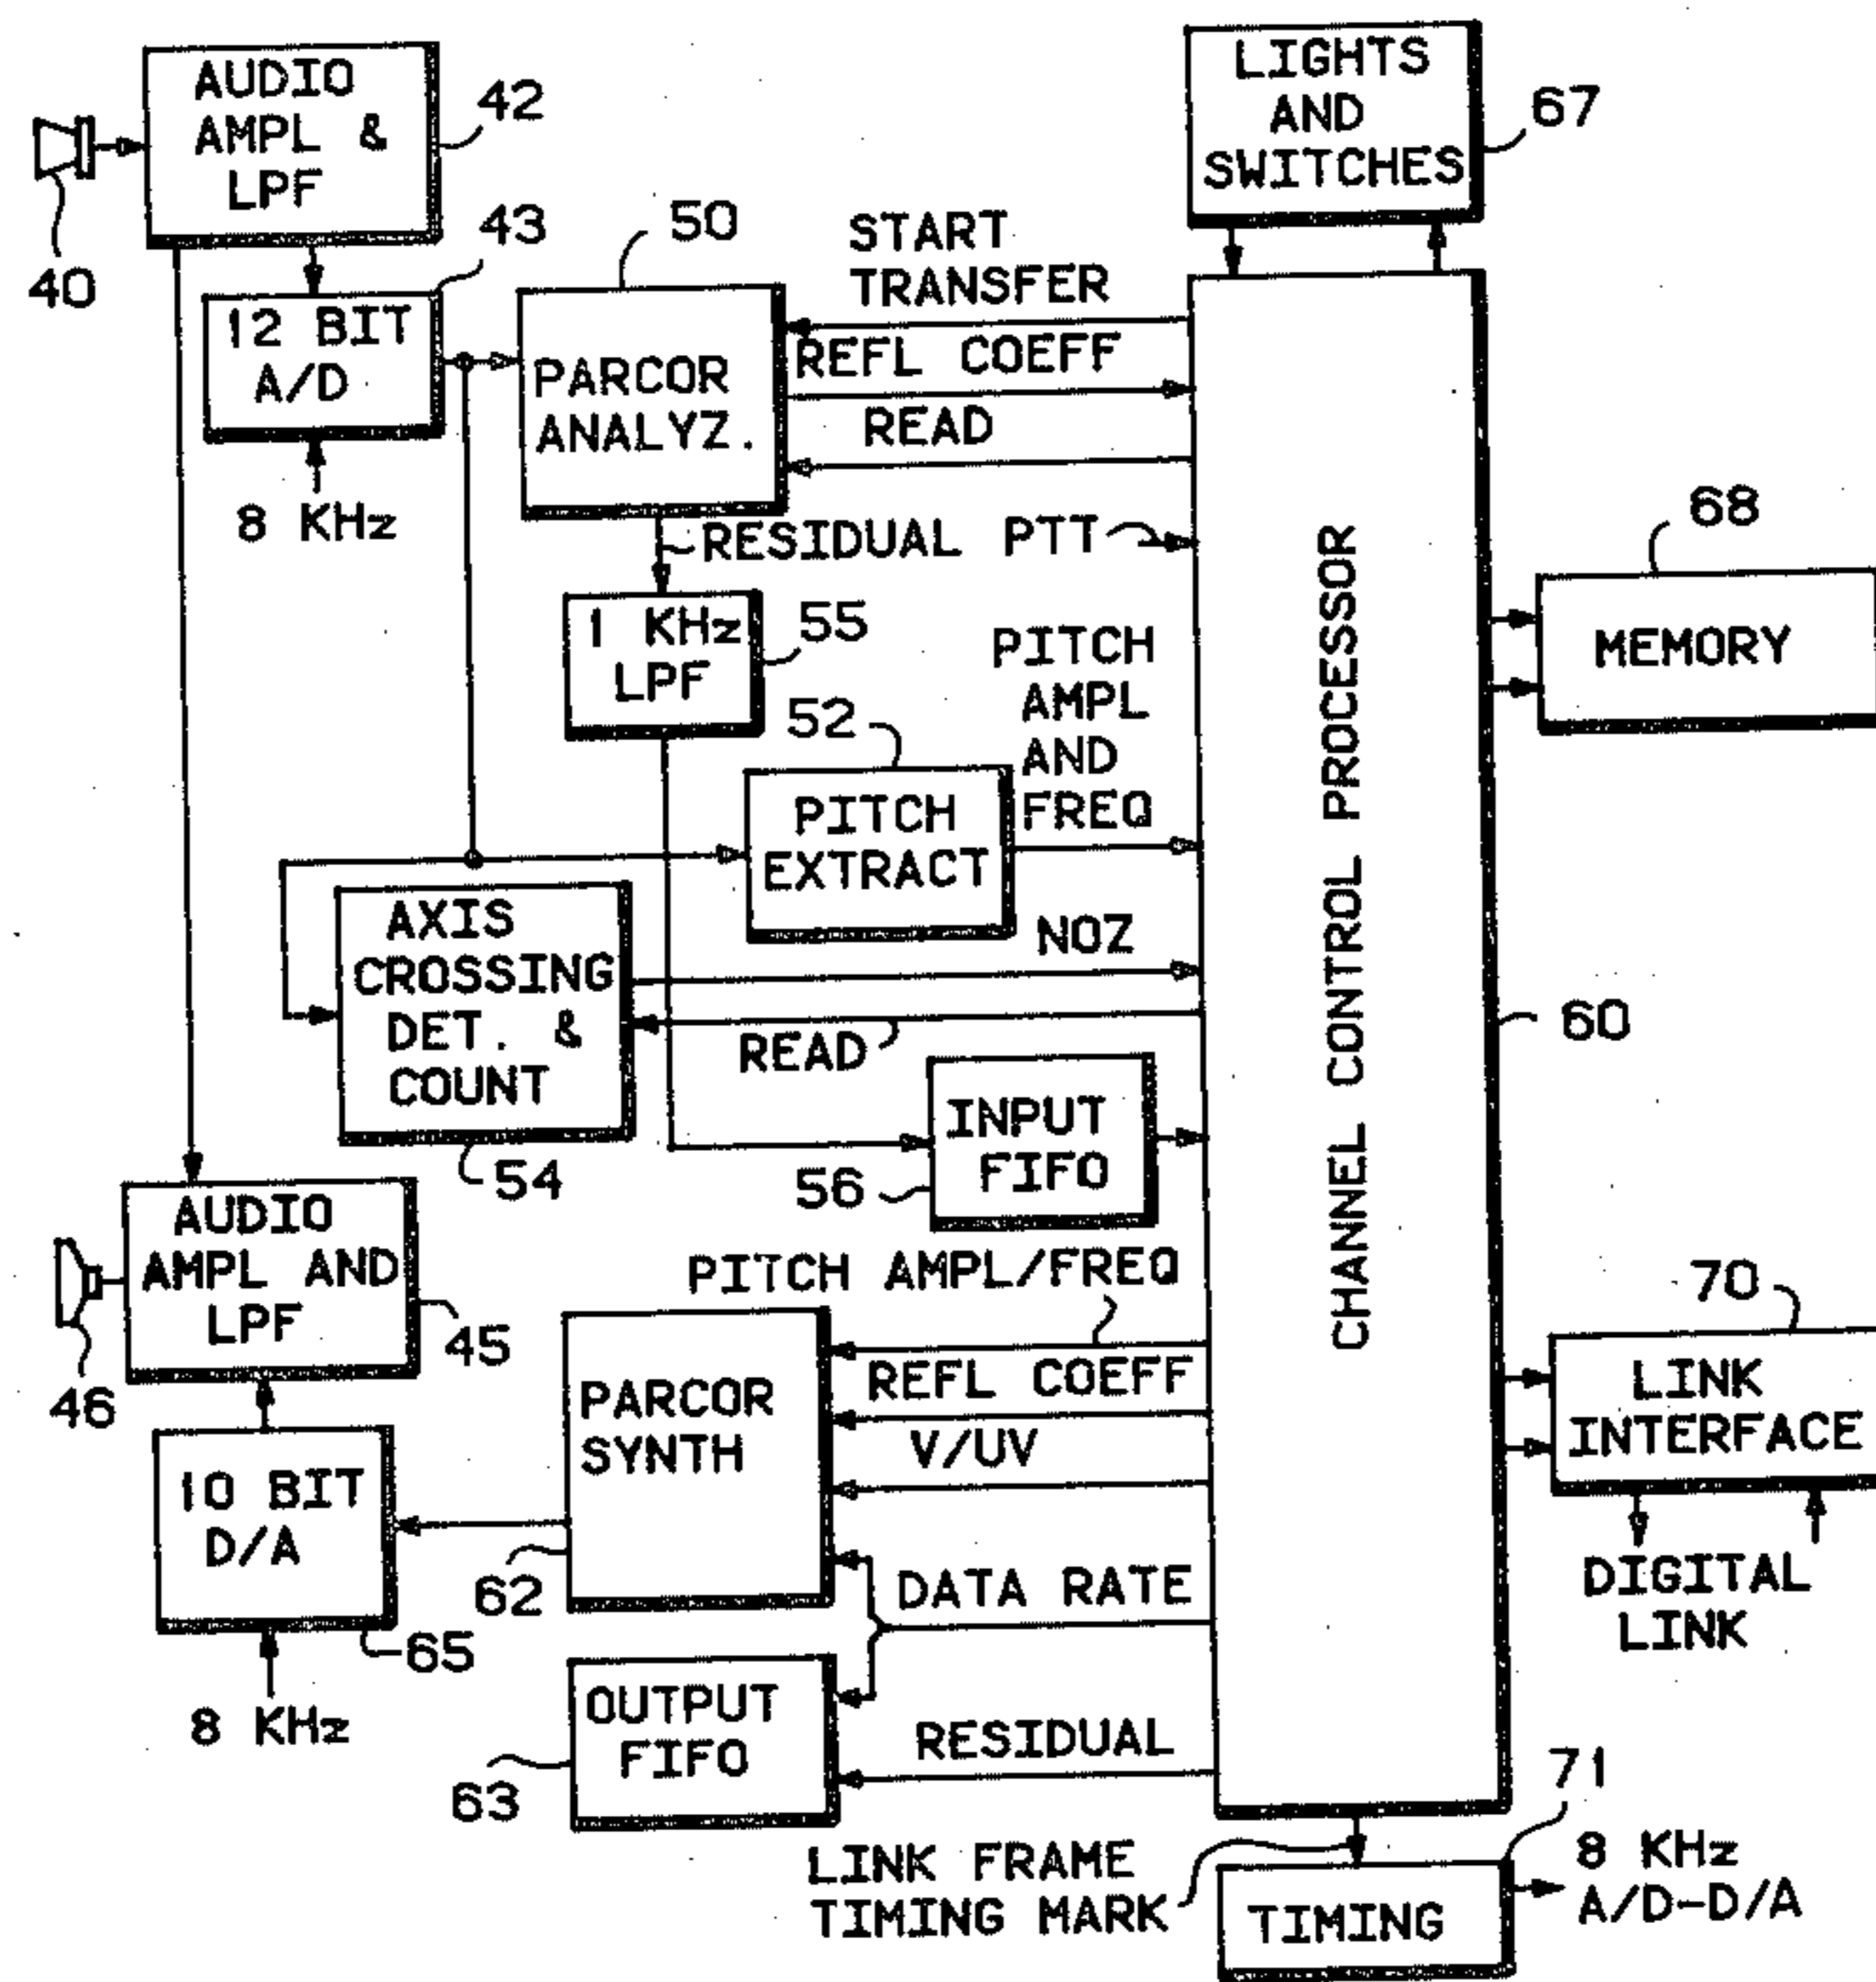 AUDIO
AMPL &
LPF
42
40
43
12 BIT
A/D
8 KHz
50
PARCOR
ANALYZ.
START
TRANSFER
REFL COEFF
READ
LIGHTS
AND
SWITCHES
67
RESIDUAL PTT
1 KHz
LPF
55
PITCH
AMPL
AND
FREQ
52
PITCH
EXTRACT
NOZ
AXIS
CROSSING
DET. &
COUNT
54
READ
INPUT
FIFO
56
CHANNEL CONTROL PROCESSOR
60
68
MEMORY
AUDIO
AMPL AND
LPF
45
46
10 BIT
D/A
65
8 KHz
PITCH AMPL/FREQ
REFL COEFF
V/UV
PARCOR
SYNTH
62
DATA RATE
OUTPUT
FIFO
63
RESIDUAL
70
LINK
INTERFACE
DIGITAL
LINK
LINK FRAME
TIMING MARK
TIMING
71
8 KHz
A/D-D/A